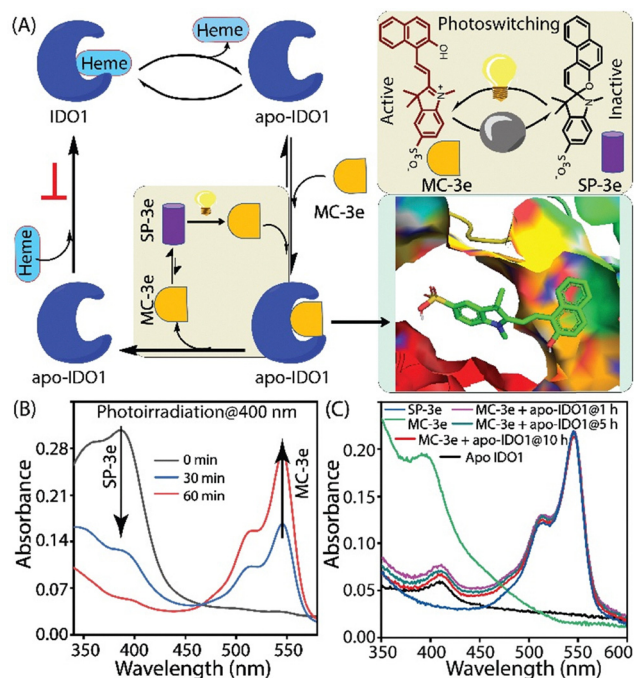 (A)
Heme
Heme
IDO1
apo-IDO1
Photoswitching
HO
N+
Active
SO₃⁻
MC-3e
O
N
Inactive
SO₃⁻
SP-3e
MC-3e
SP-3e
MC-3e
Heme
apo-IDO1
apo-IDO1
(B)
Photoirradiation@400 nm
SP-3e
MC-3e
0 min
30 min
60 min
0.28
0.21
0.14
0.07
0.00
Absorbance
350 400 450 500 550
Wavelength (nm)
(C)
SP-3e
MC-3e
MC-3e + apo-IDO1@1 h
MC-3e + apo-IDO1@5 h
MC-3e + apo-IDO1@10 h
Apo IDO1
0.20
0.15
0.10
0.05
0.00
Absorbance
350 400 450 500 550 600
Wavelength (nm)